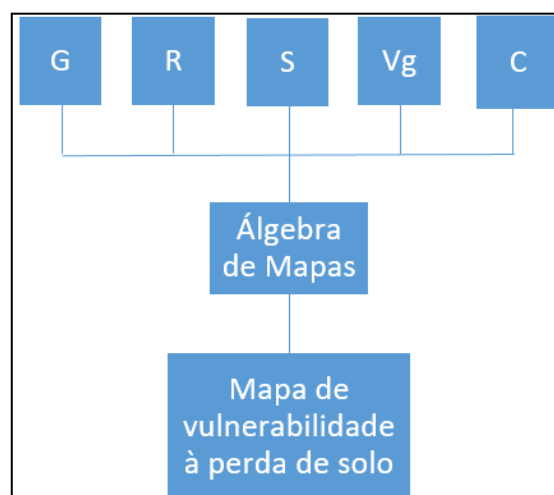 G
R
S
Vg
C
Álgebra
de Mapas
Mapa de
vulnerabilidade
à perda de solo